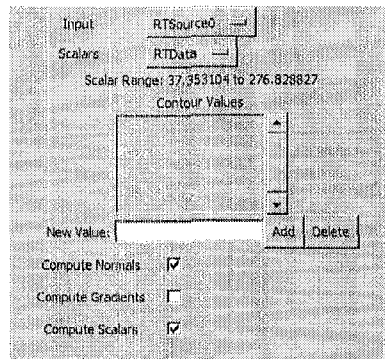 Input RTSource0
Scalars RTData
Scalar Range: 37.353104 to 276.828827
Contour Values
New Value: Add Delete
Compute Normals
Compute Gradients
Compute Scalars